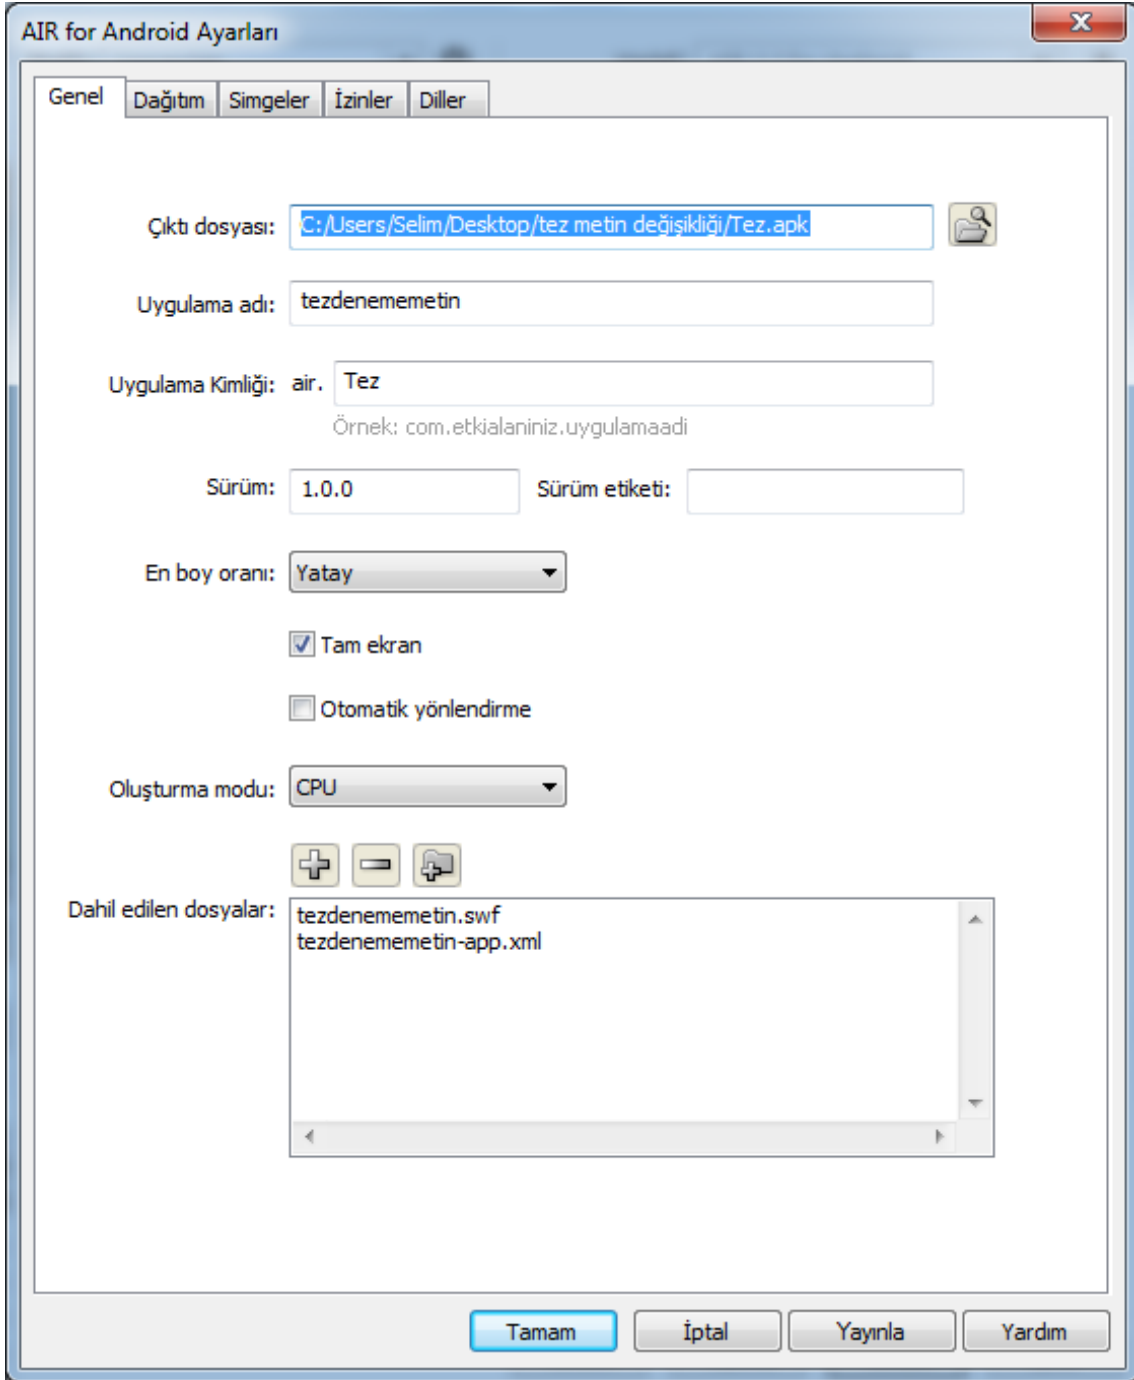 AIR for Android Ayarları
Genel Dağıtım Simgeler İzinler Diller
Çıktı dosyası: C:/Users/Selim/Desktop/tez metin değişikliği/Tez.apk
Uygulama adı: tezdenememetin
Uygulama Kimliği: air. Tez
Örnek: com.etkialaniniz.uygulamaadi
Sürüm: 1.0.0 Sürüm etiketi:
En boy oranı: Yatay
Tam ekran
Otomatik yönlendirme
Oluşturma modu: CPU
Dahil edilen dosyalar: tezdenememetin.swf
tezdenememetin-app.xml
Tamam İptal Yayınla Yardım